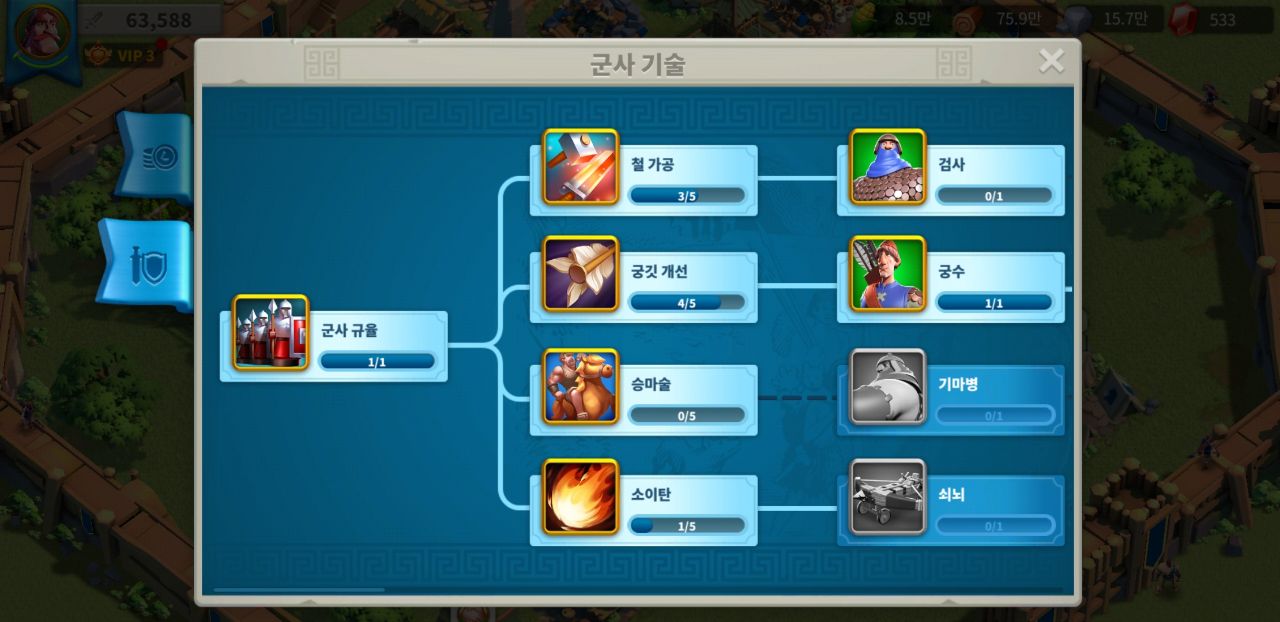 63,588
8.5만
75.9만
15.7만
533
VIP 3
군사 기술
철 가공
3/5
검사
0/1
궁깃 개선
4/5
궁수
1/1
군사 규율
1/1
승마술
0/5
기마병
0/1
소이탄
1/5
쇠뇌
0/1